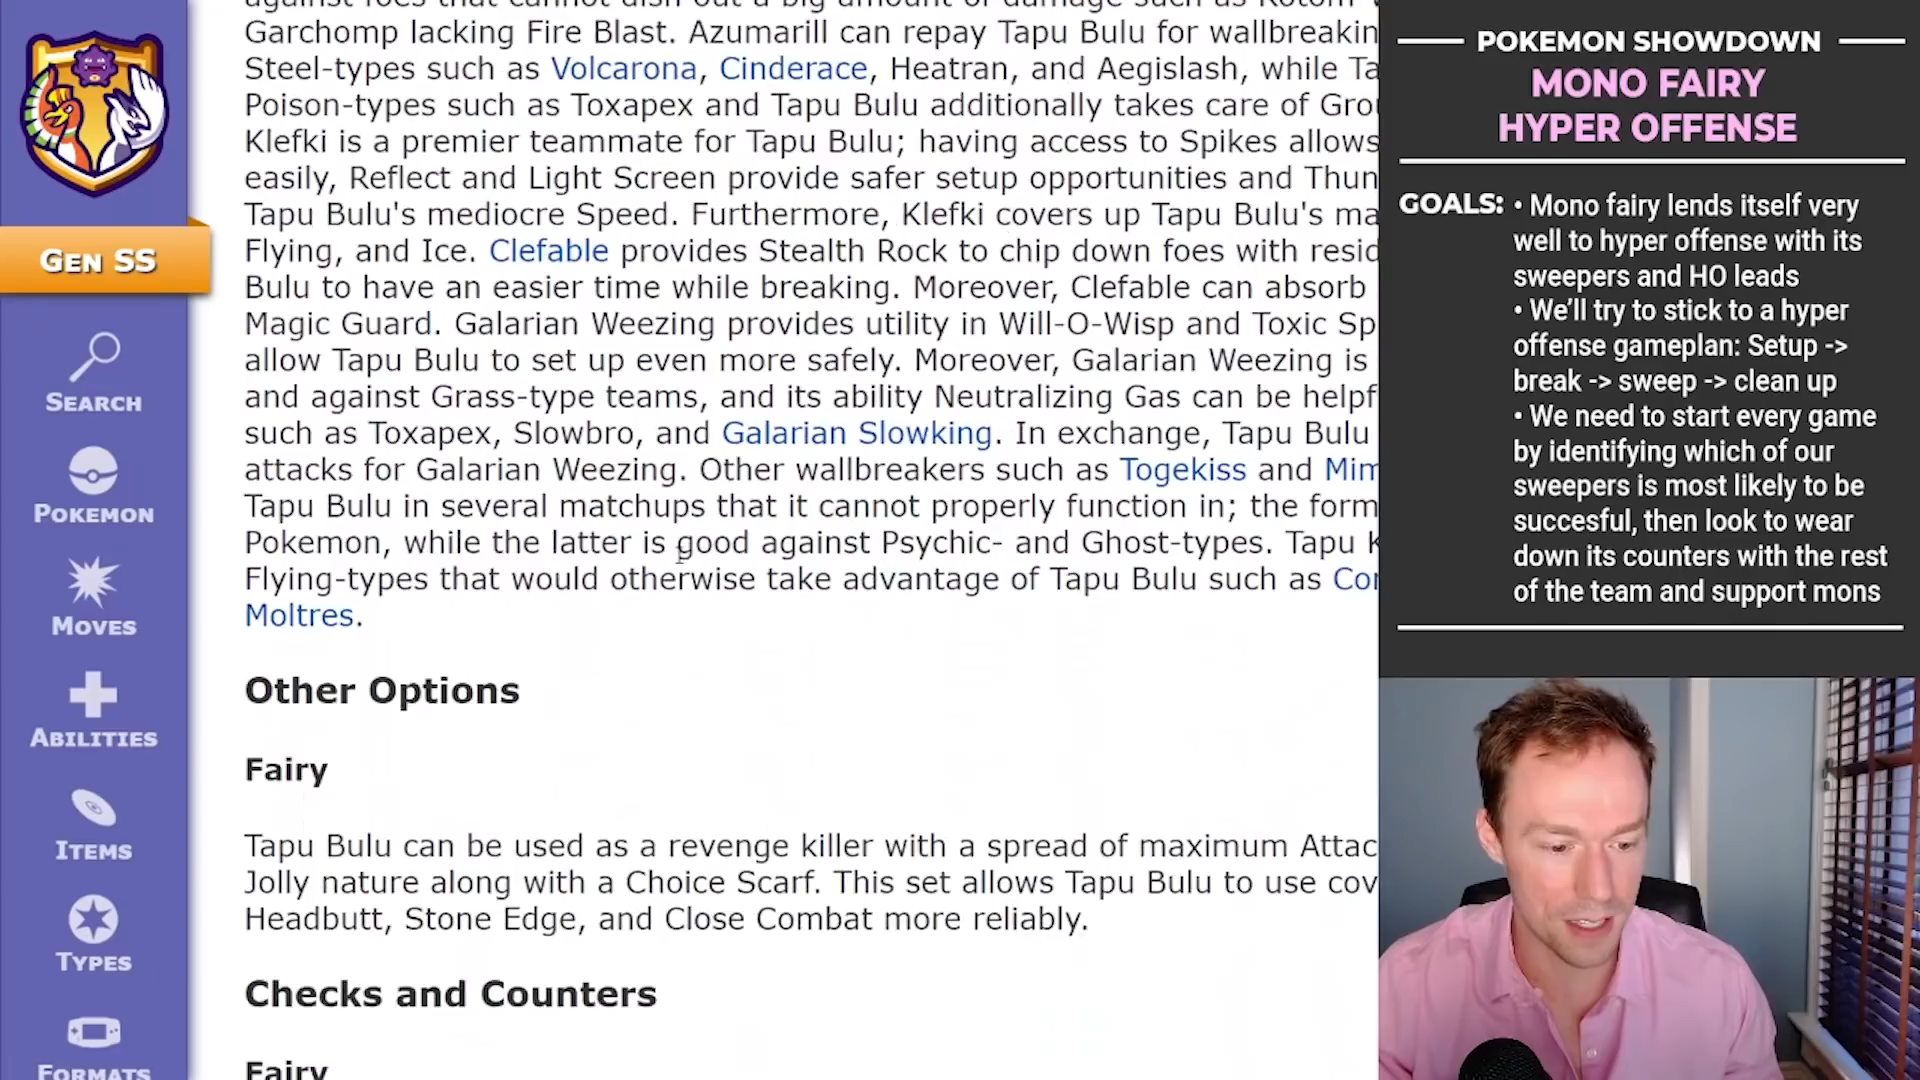 against foes that cannot dish out a big amount of damage such as Rotom-
Garchomp lacking Fire Blast. Azumarill can repay Tapu Bulu for wallbreakin
Steel-types such as Volcarona, Cinderace, Heatran, and Aegislash, while Ta
Poison-types such as Toxapex and Tapu Bulu additionally takes care of Gro
Klefki is a premier teammate for Tapu Bulu; having access to Spikes allows
easily, Reflect and Light Screen provide safer setup opportunities and Thun
Tapu Bulu's mediocre Speed. Furthermore, Klefki covers up Tapu Bulu's ma
Flying, and Ice. Clefable provides Stealth Rock to chip down foes with resid
Bulu to have an easier time while breaking. Moreover, Clefable can absorb
Magic Guard. Galarian Weezing provides utility in Will-O-Wisp and Toxic Sp
allow Tapu Bulu to set up even more safely. Moreover, Galarian Weezing is
and against Grass-type teams, and its ability Neutralizing Gas can be helpf
such as Toxapex, Slowbro, and Galarian Slowking. In exchange, Tapu Bulu
attacks for Galarian Weezing. Other wallbreakers such as Togekiss and Mim
Tapu Bulu in several matchups that it cannot properly function in; the form
Pokemon, while the latter is good against Psychic- and Ghost-types. Tapu K
Flying-types that would otherwise take advantage of Tapu Bulu such as Cor
Moltres.
Other Options
Fairy
Tapu Bulu can be used as a revenge killer with a spread of maximum Attac
Jolly nature along with a Choice Scarf. This set allows Tapu Bulu to use cov
Headbutt, Stone Edge, and Close Combat more reliably.
Checks and Counters
Fairy
GEN SS
SEARCH
POKEMON
MOVES
ABILITIES
ITEMS
TYPES
FORMATS
POKEMON SHOWDOWN
MONO FAIRY
HYPER OFFENSE
GOALS: • Mono fairy lends itself very
well to hyper offense with its
sweepers and HO leads
• We'll try to stick to a hyper
offense gameplan: Setup ->
break -> sweep -> clean up
• We need to start every game
by identifying which of our
sweepers is most likely to be
succesful, then look to wear
down its counters with the rest
of the team and support mons